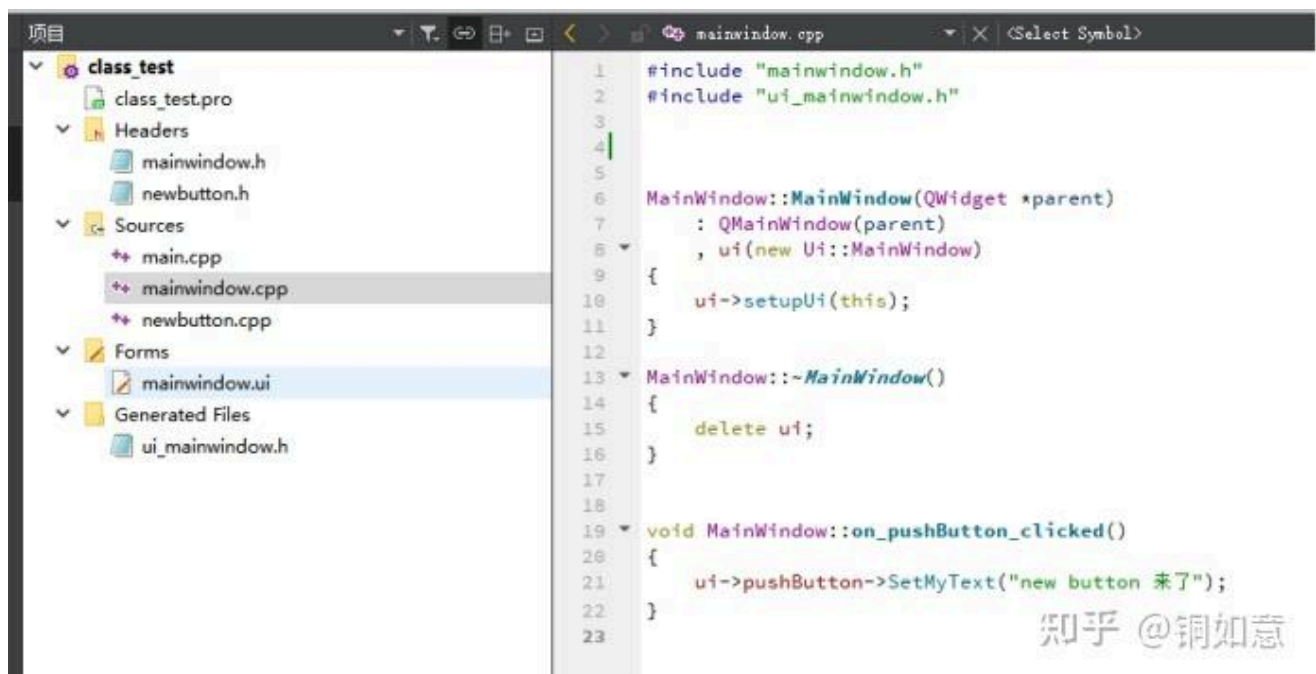 项目
class_test
class_test.pro
Headers
mainwindow.h
newbutton.h
Sources
main.cpp
mainwindow.cpp
newbutton.cpp
Forms
mainwindow.ui
Generated Files
ui_mainwindow.h
mainwindow.cpp <Select Symbol>
1 #include "mainwindow.h"
2 #include "ui_mainwindow.h"
3
4
5
6 MainWindow::MainWindow(QWidget *parent)
7 : QMainWindow(parent)
8 , ui(new Ui::MainWindow)
9 {
10 ui->setupUi(this);
11 }
12
13 MainWindow::~MainWindow()
14 {
15 delete ui;
16 }
17
18
19 void MainWindow::on_pushButton_clicked()
20 {
21 ui->pushButton->SetMyText("new button 来了");
22 }
23
知乎 @铜如意